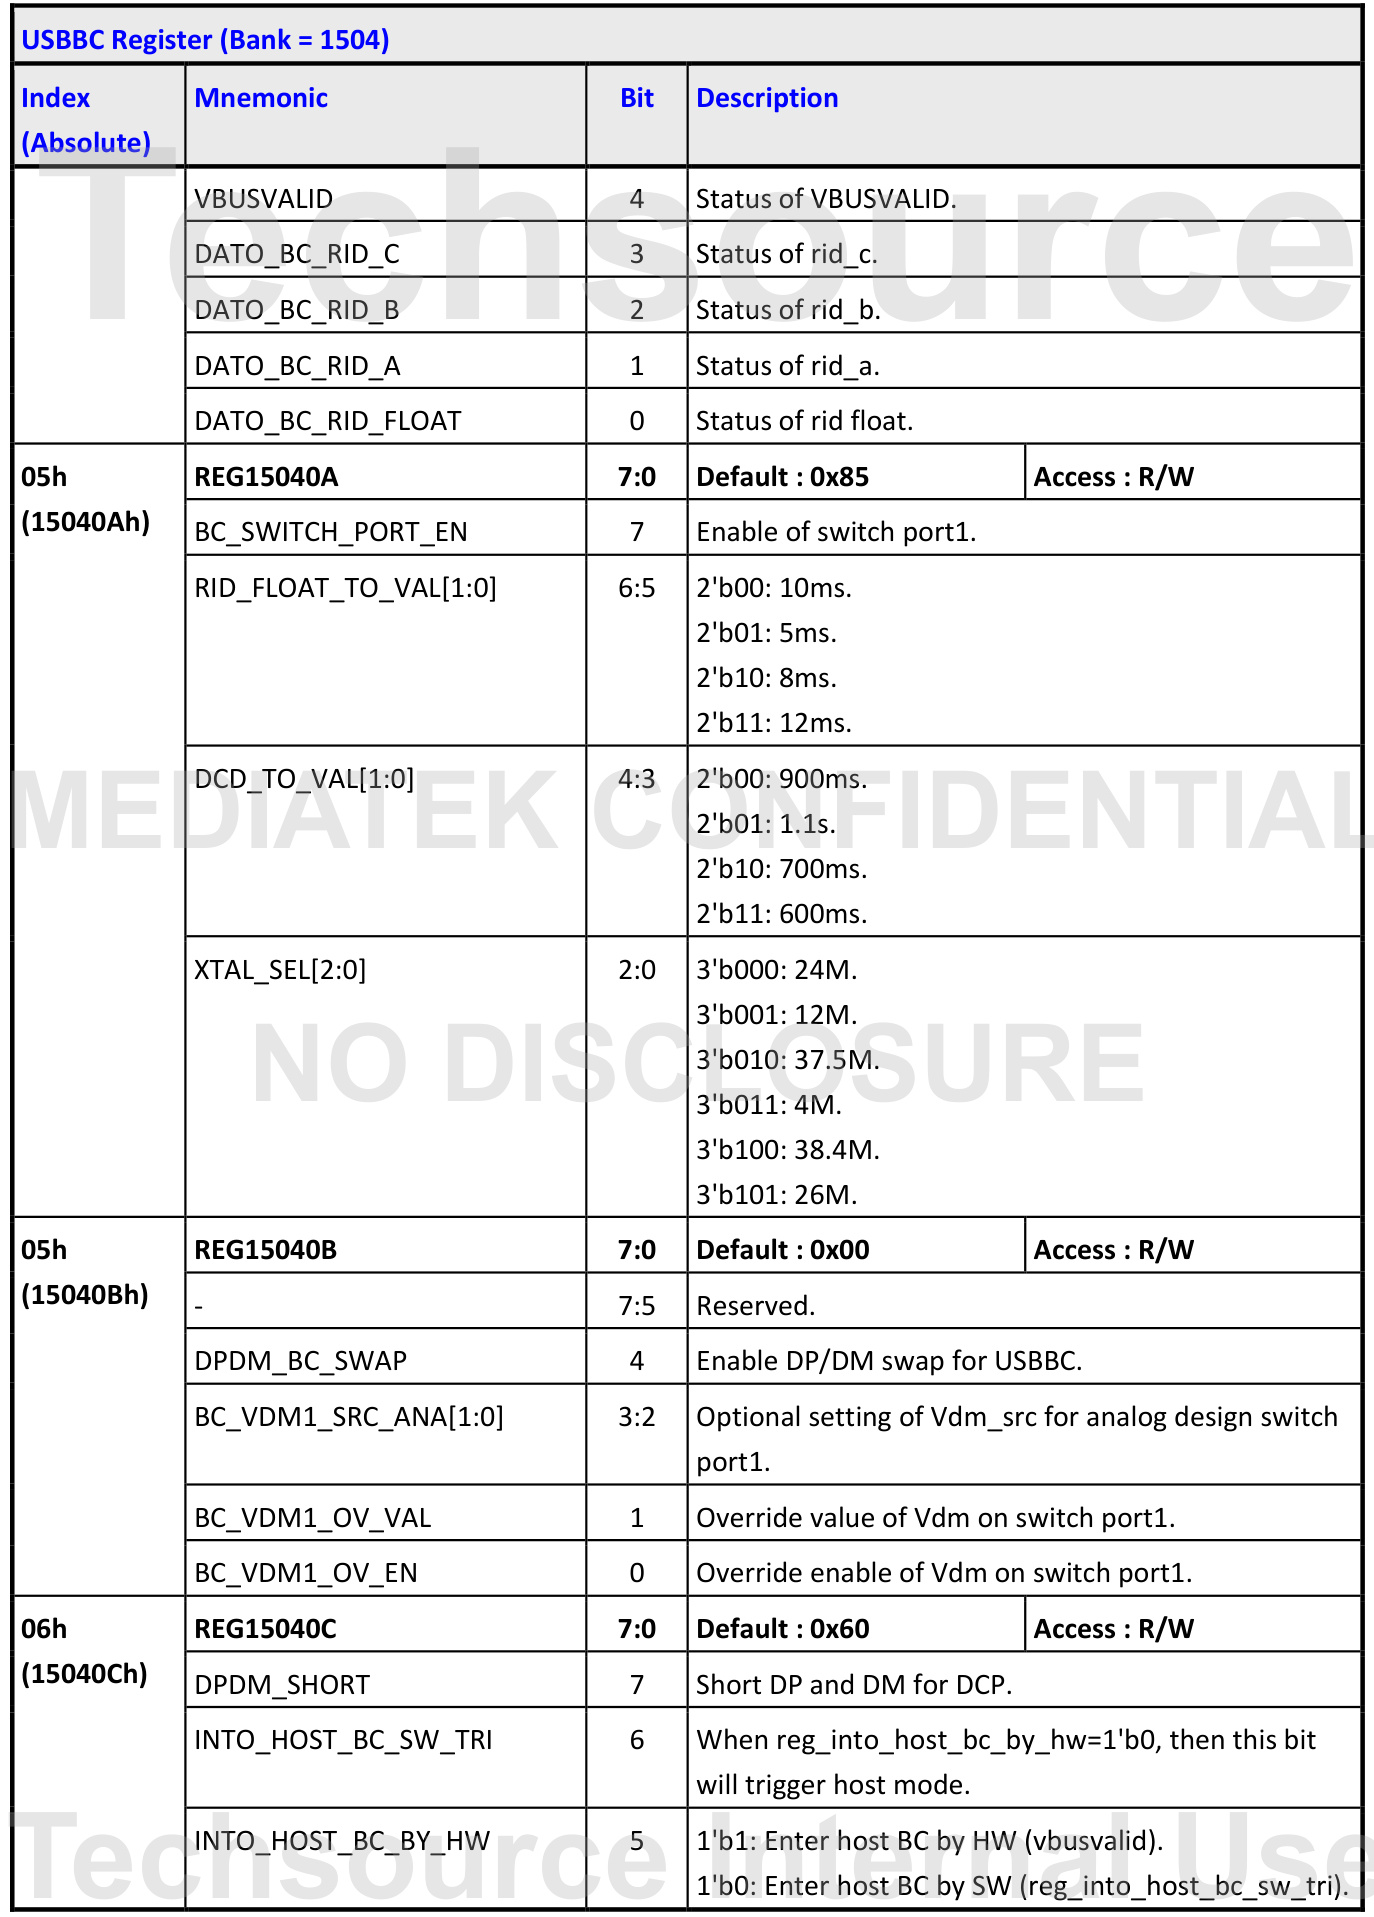 USBBC Register (Bank = 1504)
Index (Absolute) Mnemonic Bit Description
VBUSVALID 4 Status of VBUSVALID.
DATO_BC_RID_C 3 Status of rid_c.
DATO_BC_RID_B 2 Status of rid_b.
DATO_BC_RID_A 1 Status of rid_a.
DATO_BC_RID_FLOAT 0 Status of rid float.
05h (15040Ah) REG15040A 7:0 Default : 0x85 Access : R/W
BC_SWITCH_PORT_EN 7 Enable of switch port1.
RID_FLOAT_TO_VAL[1:0] 6:5 2'b00: 10ms.
2'b01: 5ms.
2'b10: 8ms.
2'b11: 12ms.
DCD_TO_VAL[1:0] 4:3 2'b00: 900ms.
2'b01: 1.1s.
2'b10: 700ms.
2'b11: 600ms.
XTAL_SEL[2:0] 2:0 3'b000: 24M.
3'b001: 12M.
3'b010: 37.5M.
3'b011: 4M.
3'b100: 38.4M.
3'b101: 26M.
05h (15040Bh) REG15040B 7:0 Default : 0x00 Access : R/W
- 7:5 Reserved.
DPDM_BC_SWAP 4 Enable DP/DM swap for USBBC.
BC_VDM1_SRC_ANA[1:0] 3:2 Optional setting of Vdm_src for analog design switch
port1.
BC_VDM1_OV_VAL 1 Override value of Vdm on switch port1.
BC_VDM1_OV_EN 0 Override enable of Vdm on switch port1.
06h (15040Ch) REG15040C 7:0 Default : 0x60 Access : R/W
DPDM_SHORT 7 Short DP and DM for DCP.
INTO_HOST_BC_SW_TRI 6 When reg_into_host_bc_by_hw=1'b0, then this bit
will trigger host mode.
INTO_HOST_BC_BY_HW 5 1'b1: Enter host BC by HW (vbusvalid).
1'b0: Enter host BC by SW (reg_into_host_bc_sw_tri).
Techsource
MEDIATEK CONFIDENTIAL
NO DISCLOSURE
Techsource Internal Use